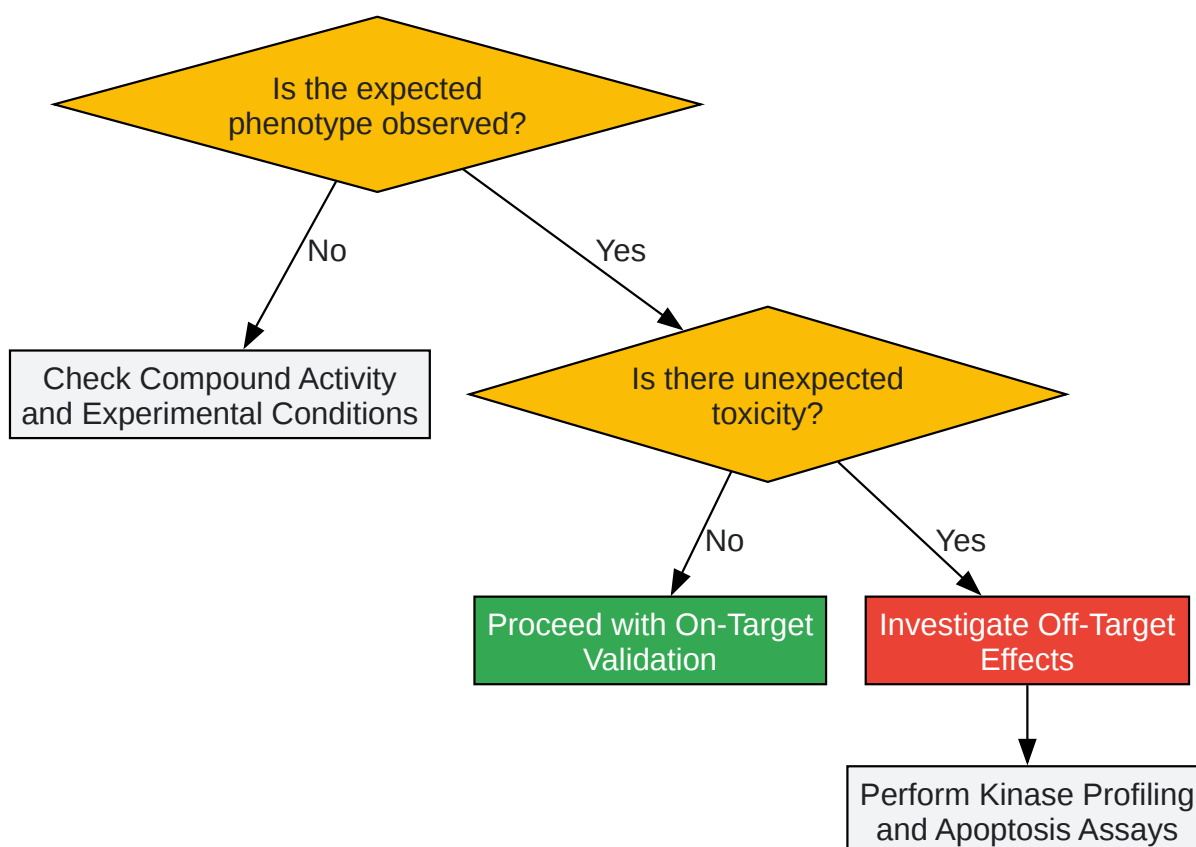 Is the expected
phenotype observed?
No
Yes
Check Compound Activity
and Experimental Conditions
Is there unexpected
toxicity?
No
Yes
Proceed with On-Target
Validation
Investigate Off-Target
Effects
Perform Kinase Profiling
and Apoptosis Assays